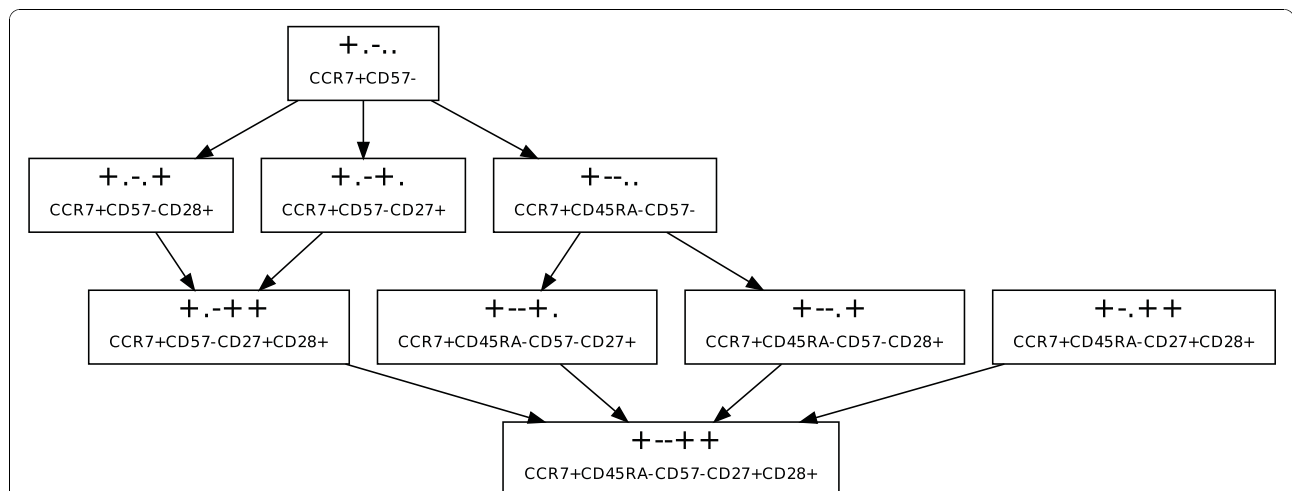 +.-..
CCR7+CD57-
+.-.+
CCR7+CD57-CD28+
+.-+.
CCR7+CD57-CD27+
+--..
CCR7+CD45RA-CD57-
+.-++
CCR7+CD57-CD27+CD28+
+--+.
CCR7+CD45RA-CD57-CD27+
+--.+
CCR7+CD45RA-CD57-CD28+
+-.++
CCR7+CD45RA-CD27+CD28+
+--++
CCR7+CD45RA-CD57-CD27+CD28+